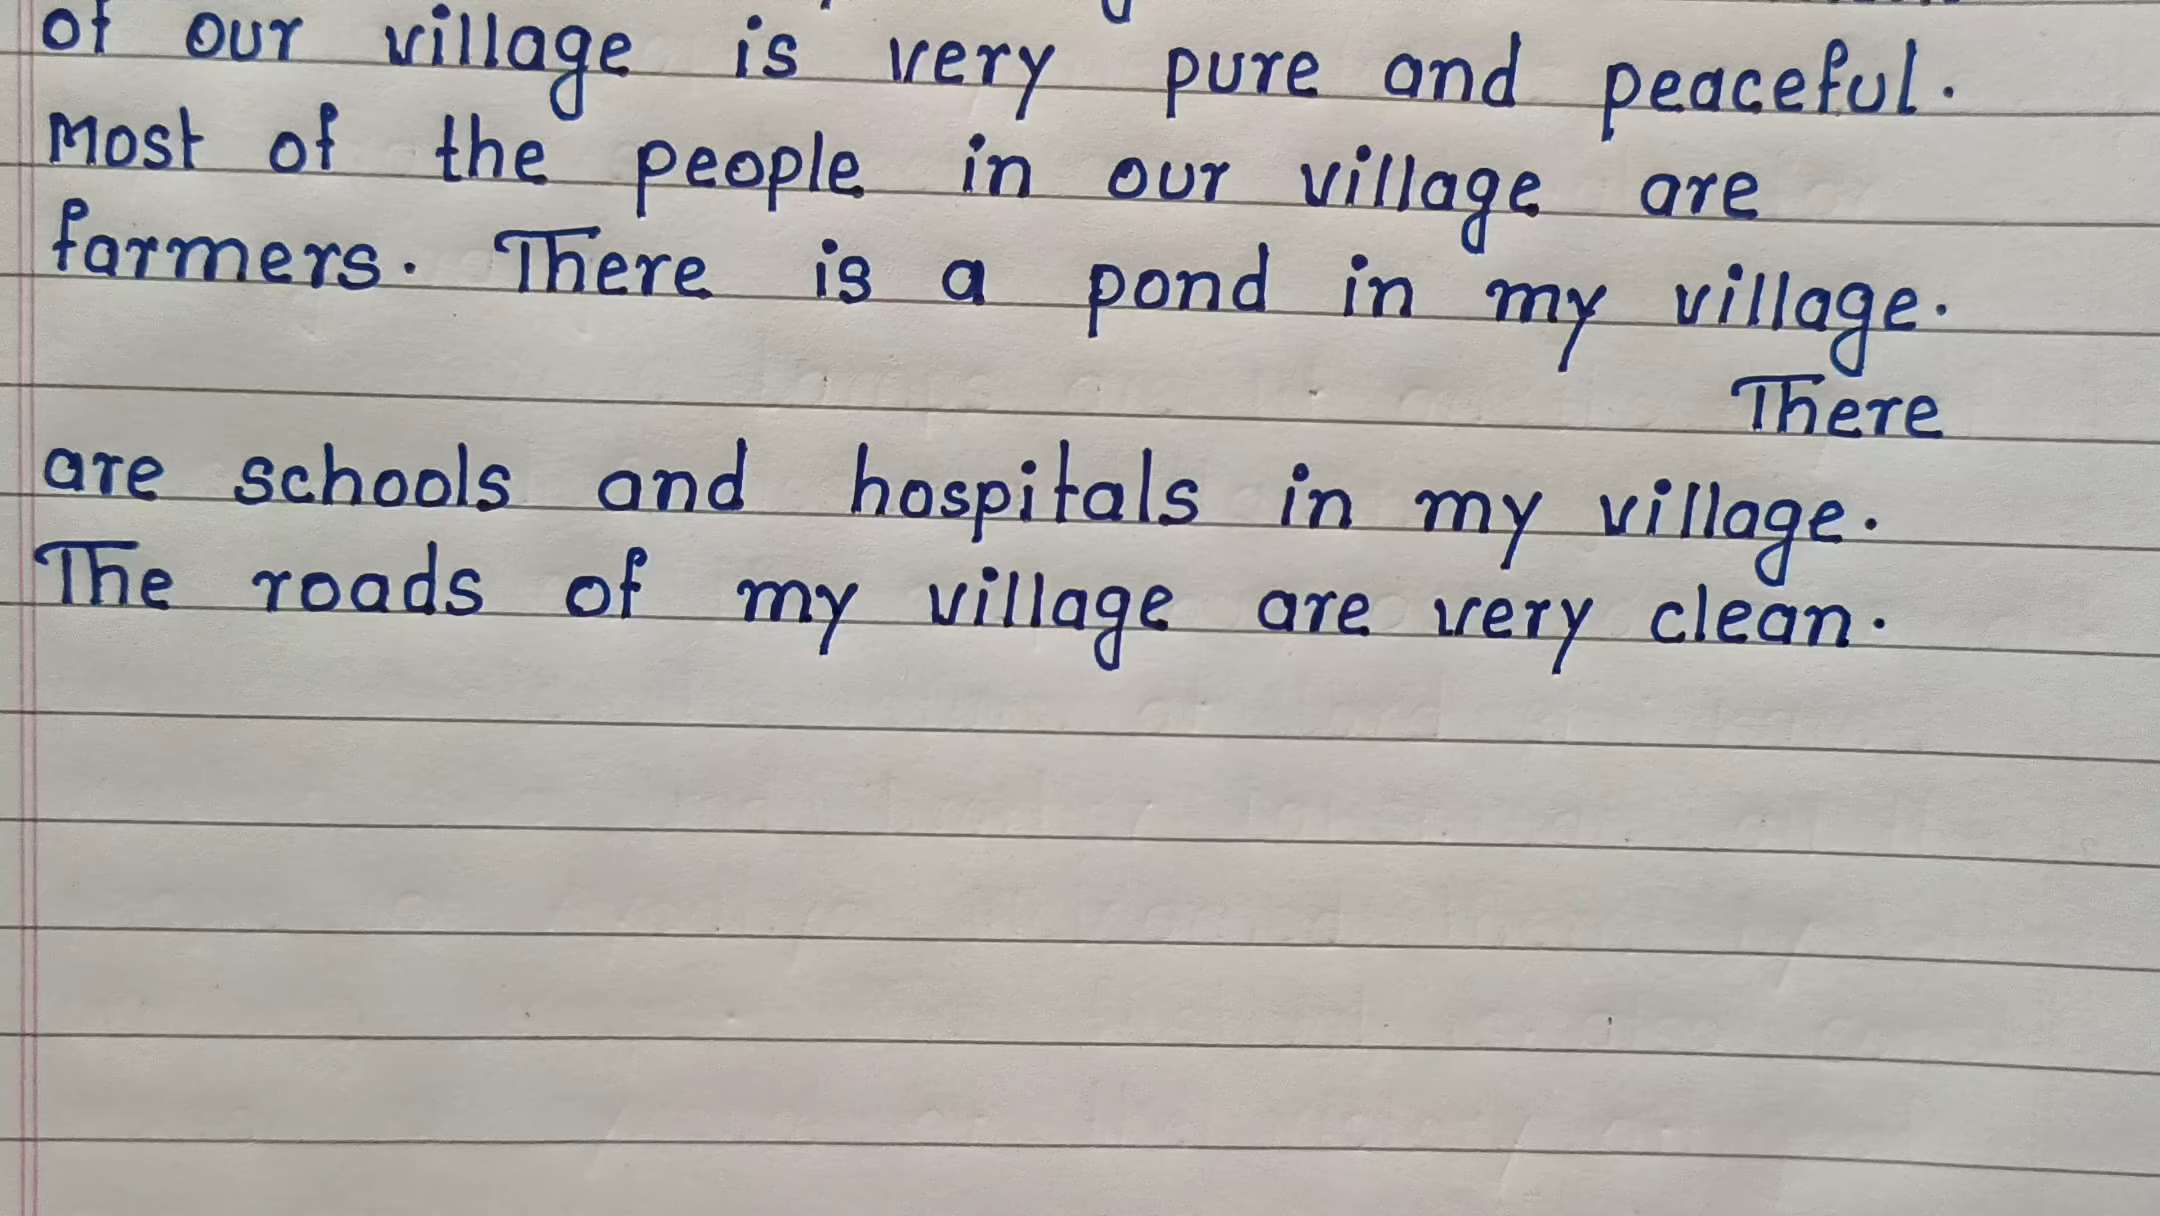 of our village is very pure and peaceful.
Most of the people in our village are
farmers. There is a pond in my village.
There
are schools and hospitals in my village.
The roads of my village are very clean.